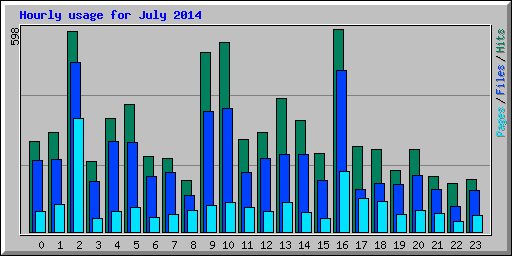 Hourly usage for July 2014
598
Pages/Files/Hits
0 1 2 3 4 5 6 7 8 9 10 11 12 13 14 15 16 17 18 19 20 21 22 23